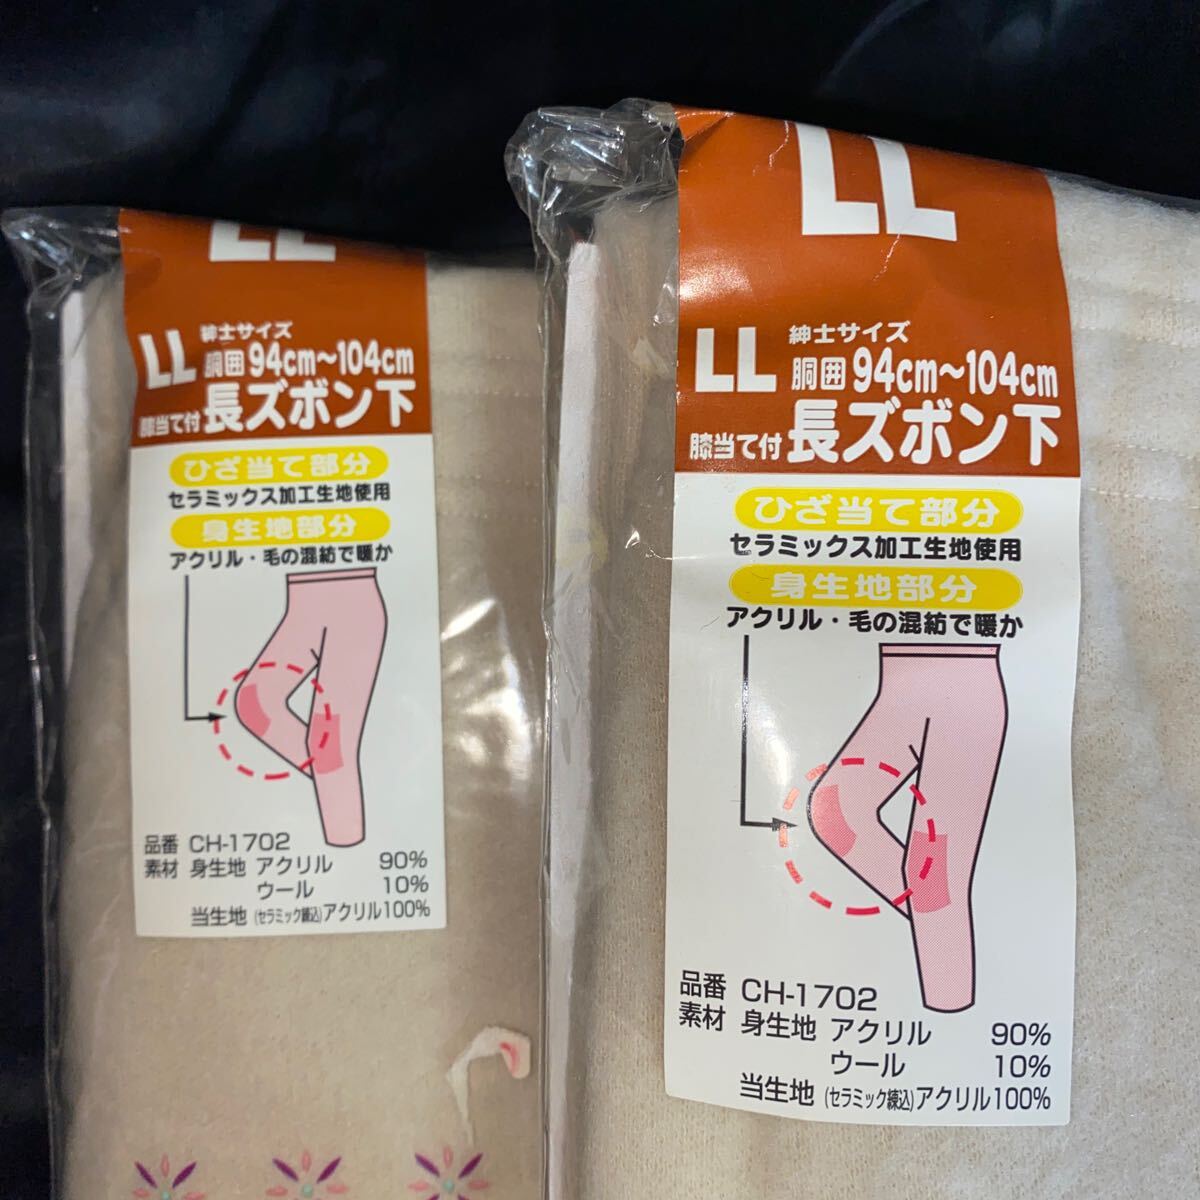 LL
LL
紳士サイズ
胴囲94cm〜104cm
膝当て付 長ズボン下
ひざ当て部分
セラミックス加工生地使用
身生地部分
アクリル・毛の混紡で暖か
品番 CH-1702
素材 身生地 アクリル 90%
ウール 10%
当生地 (セラミック練込)アクリル100%
LL
LL
紳士サイズ
胴囲94cm〜104cm
膝当て付 長ズボン下
ひざ当て部分
セラミックス加工生地使用
身生地部分
アクリル・毛の混紡で暖か
品番 CH-1702
素材 身生地 アクリル 90%
ウール 10%
当生地 (セラミック練込)アクリル100%